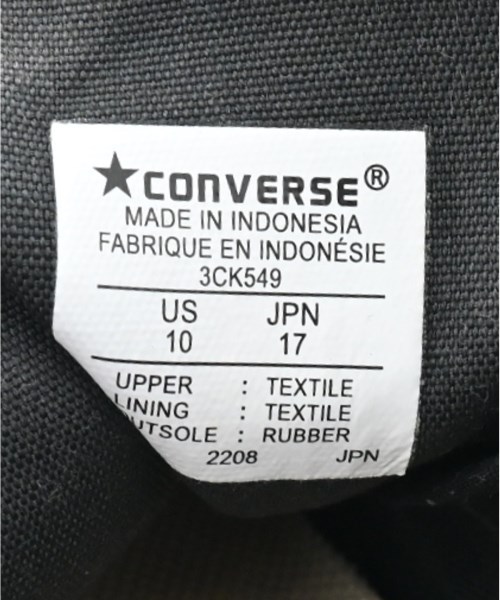 ★CONVERSE®
MADE IN INDONESIA
FABRIQUE EN INDONÉSIE
3CK549
US JPN
10 17
UPPER : TEXTILE
LINING : TEXTILE
OUTSOLE : RUBBER
2208 JPN